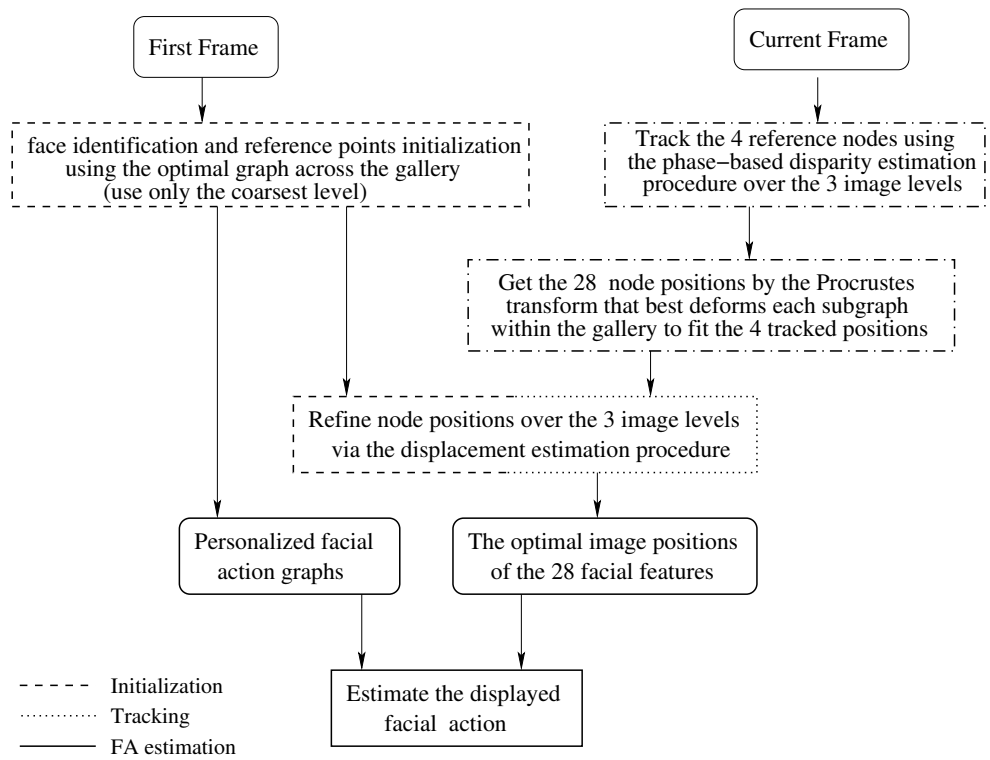 First Frame
Current Frame
face identification and reference points initialization
using the optimal graph across the gallery
(use only the coarsest level)
Track the 4 reference nodes using
the phase−based disparity estimation
procedure over the 3 image levels
Get the 28 node positions by the Procrustes
transform that best deforms each subgraph
within the gallery to fit the 4 tracked positions
Refine node positions over the 3 image levels
via the displacement estimation procedure
Personalized facial
action graphs
The optimal image positions
of the 28 facial features
Estimate the displayed
facial action
Initialization
Tracking
FA estimation